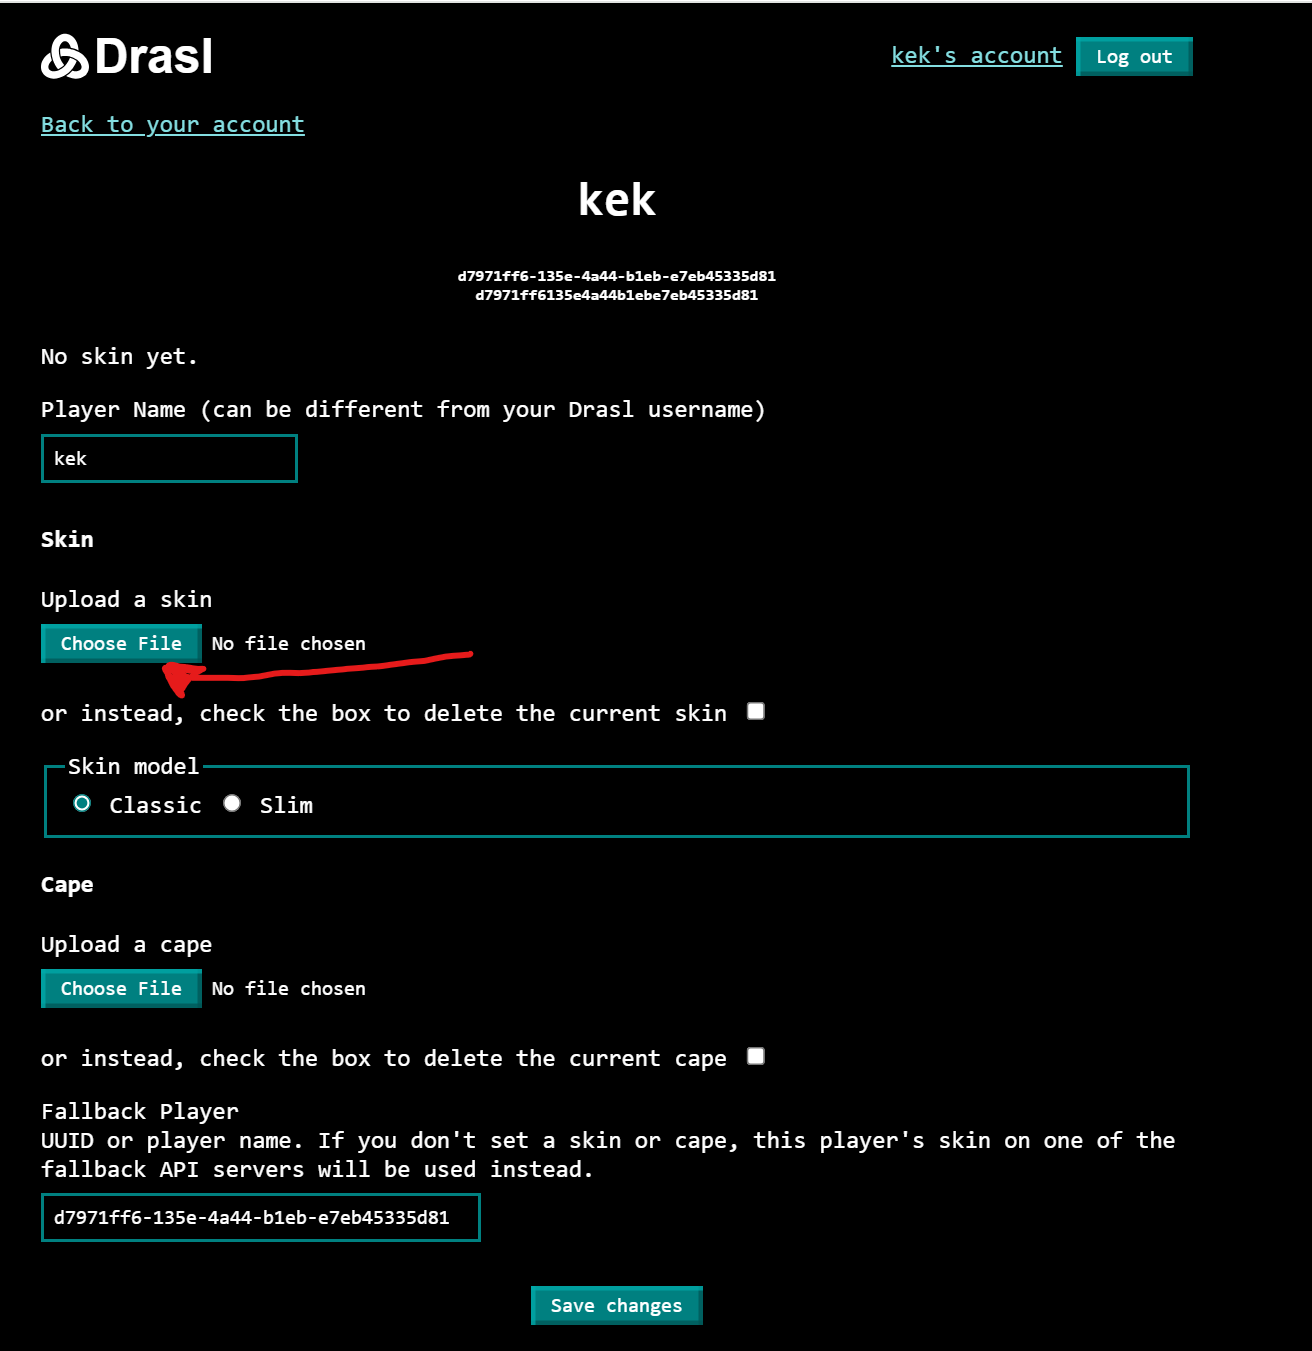 Drasl
kek's account Log out
Back to your account
kek
d7971ff6-135e-4a44-b1eb-e7eb45335d81
d7971ff6135e4a44b1ebe7eb45335d81
No skin yet.
Player Name (can be different from your Drasl username)
kek
Skin
Upload a skin
Choose File No file chosen
or instead, check the box to delete the current skin
Skin model
Classic Slim
Cape
Upload a cape
Choose File No file chosen
or instead, check the box to delete the current cape
Fallback Player
UUID or player name. If you don't set a skin or cape, this player's skin on one of the
fallback API servers will be used instead.
d7971ff6-135e-4a44-b1eb-e7eb45335d81
Save changes